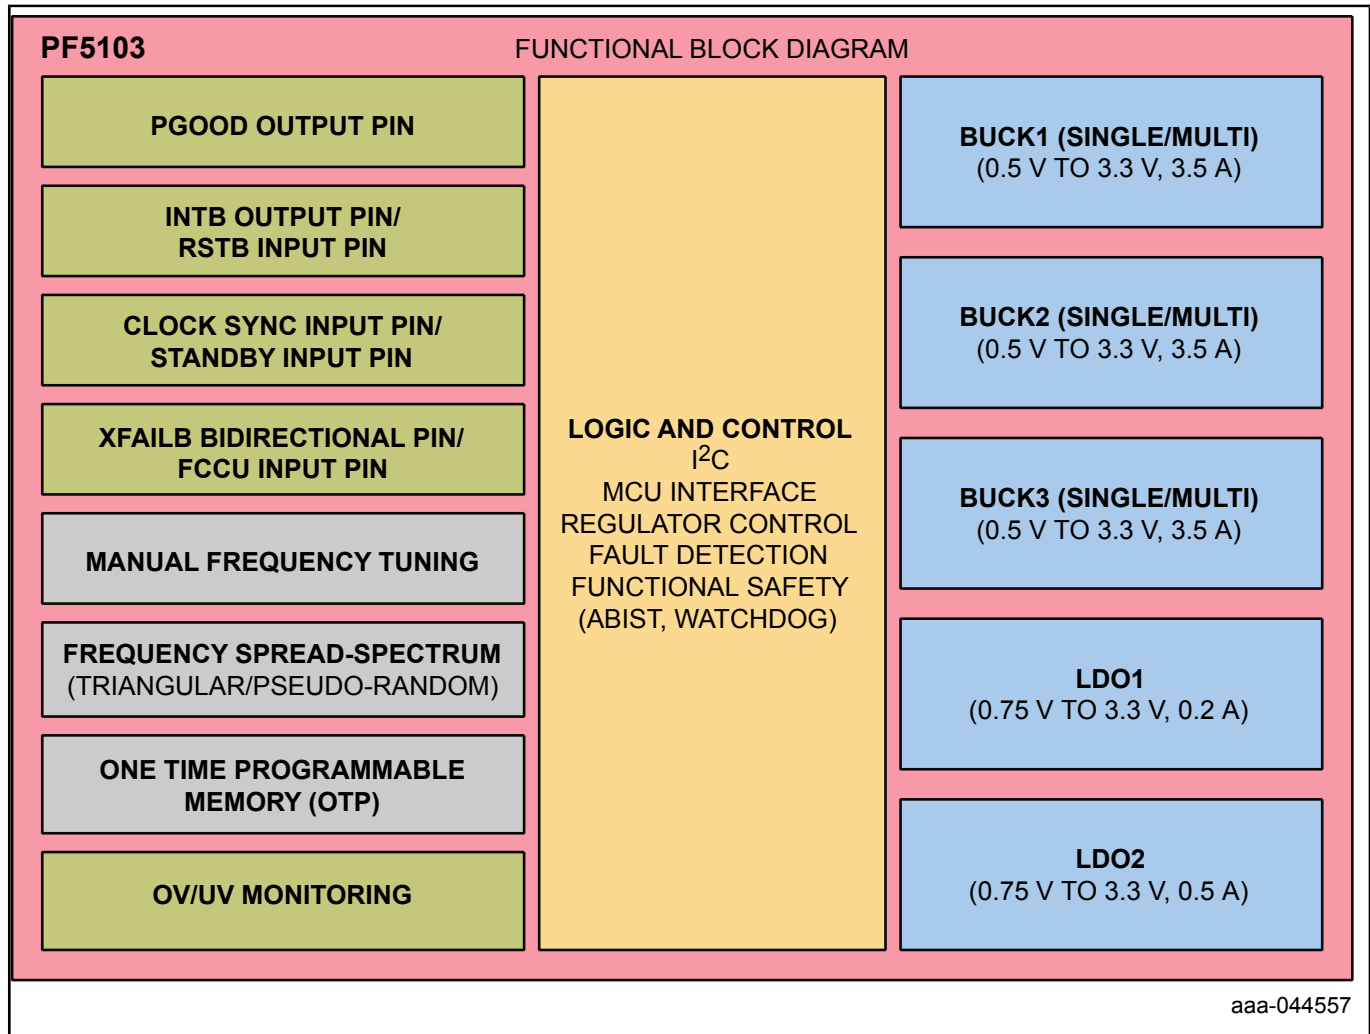 PF5103
FUNCTIONAL BLOCK DIAGRAM
PGOOD OUTPUT PIN
INTB OUTPUT PIN/
RSTB INPUT PIN
CLOCK SYNC INPUT PIN/
STANDBY INPUT PIN
XFAILB BIDIRECTIONAL PIN/
FCCU INPUT PIN
MANUAL FREQUENCY TUNING
FREQUENCY SPREAD-SPECTRUM
(TRIANGULAR/PSEUDO-RANDOM)
ONE TIME PROGRAMMABLE
MEMORY (OTP)
OV/UV MONITORING
LOGIC AND CONTROL
I²C
MCU INTERFACE
REGULATOR CONTROL
FAULT DETECTION
FUNCTIONAL SAFETY
(ABIST, WATCHDOG)
BUCK1 (SINGLE/MULTI)
(0.5 V TO 3.3 V, 3.5 A)
BUCK2 (SINGLE/MULTI)
(0.5 V TO 3.3 V, 3.5 A)
BUCK3 (SINGLE/MULTI)
(0.5 V TO 3.3 V, 3.5 A)
LDO1
(0.75 V TO 3.3 V, 0.2 A)
LDO2
(0.75 V TO 3.3 V, 0.5 A)
aaa-044557